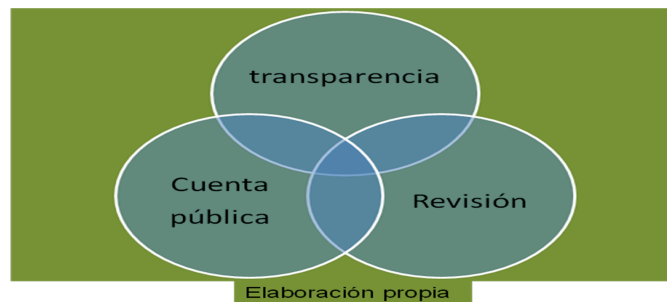 transparencia
Cuenta
pública
Revisión
Elaboración propia